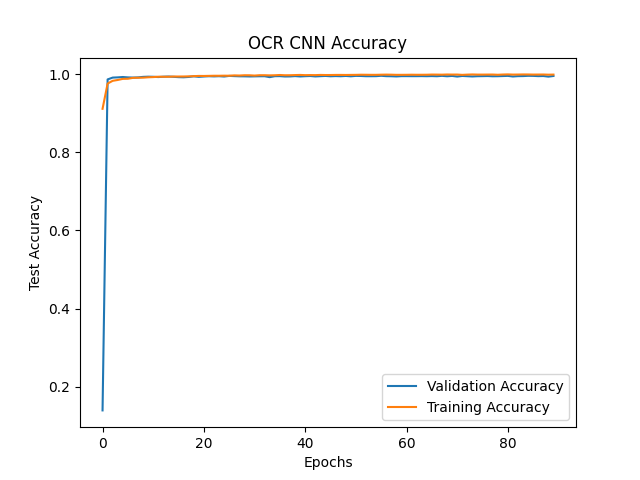 OCR CNN Accuracy
1.0
0.8
0.6
0.4
0.2
Test Accuracy
Validation Accuracy
Training Accuracy
0 20 40 60 80
Epochs